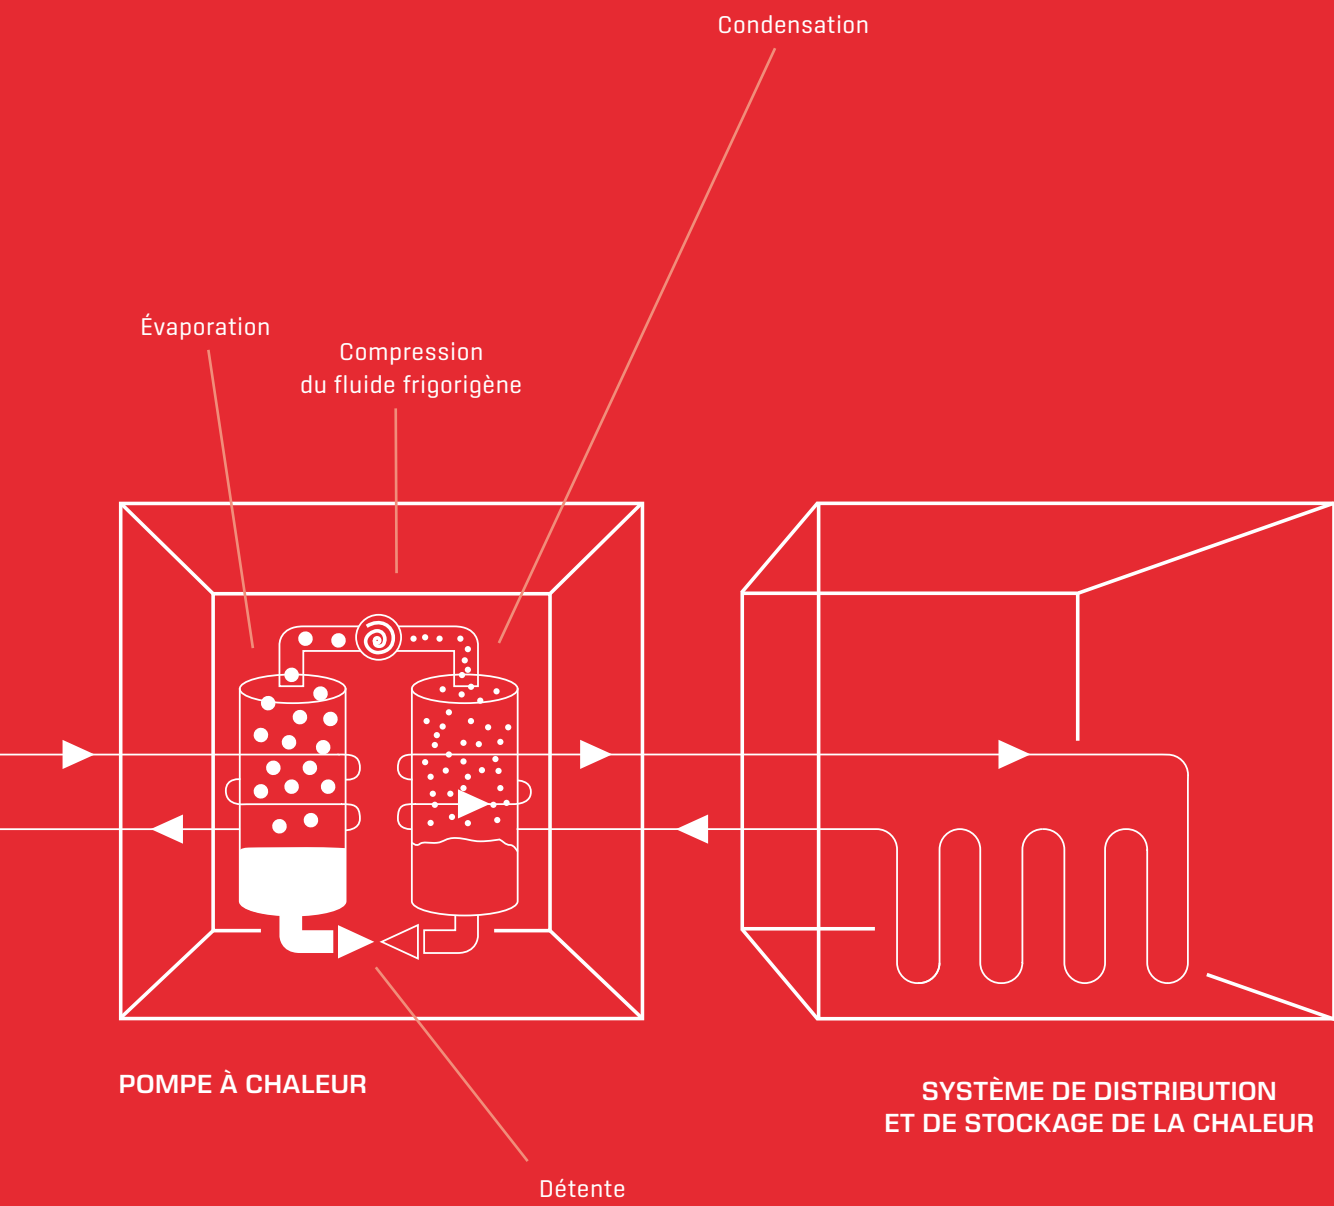 Condensation
Évaporation
Compression
du fluide frigorigène
POMPE À CHALEUR
SYSTÈME DE DISTRIBUTION
ET DE STOCKAGE DE LA CHALEUR
Détente